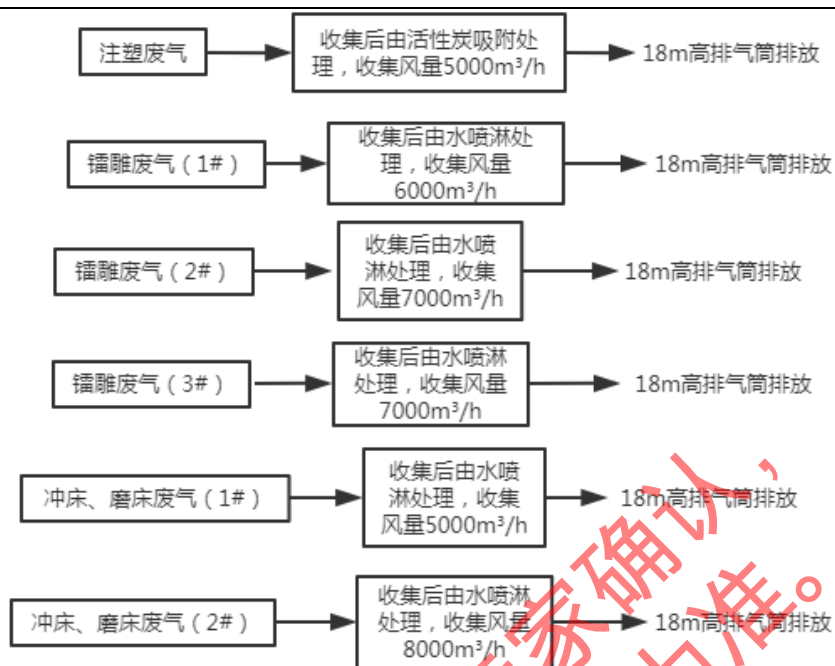 注塑废气
收集后由活性炭吸附处
理，收集风量5000m³/h
18m高排气筒排放
镭雕废气（1#）
收集后由水喷淋处
理，收集风量
6000m³/h
18m高排气筒排放
镭雕废气（2#）
收集后由水喷
淋处理，收集
风量7000m³/h
18m高排气筒排放
镭雕废气（3#）
收集后由水喷淋
处理，收集风量
7000m³/h
18m高排气筒排放
冲床、磨床废气（1#）
收集后由水喷
淋处理，收集
风量5000m³/h
18m高排气筒排放
冲床、磨床废气（2#）
收集后由水喷淋
处理，收集风量
8000m³/h
18m高排气筒排放
家确认，
准。